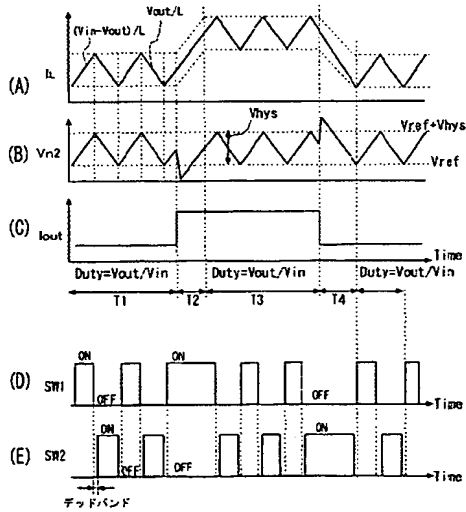 (Vin-Vout)/L
Vout/L
(A) IL
Vhys
(B) Vn2
Vref+Vhys
Vref
(C) Iout
Time
Duty=Vout/Vin Duty=Vout/Vin Duty=Vout/Vin
T1 T2 T3 T4
ON ON
(D) SW1
OFF OFF
Time
ON ON
(E) SW2
OFF OFF
Time
デッドバンド